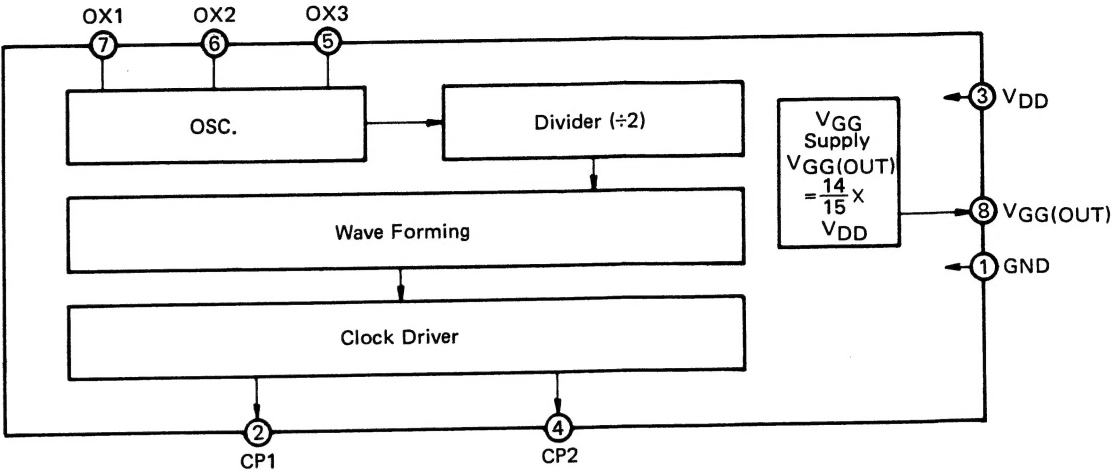 OX1 OX2 OX3
7 6 5
OSC.
Divider (÷2)
VGG
Supply
VGG(OUT)
=14/15 X
VDD
3 VDD
8 VGG(OUT)
1 GND
Wave Forming
Clock Driver
2 4
CP1 CP2